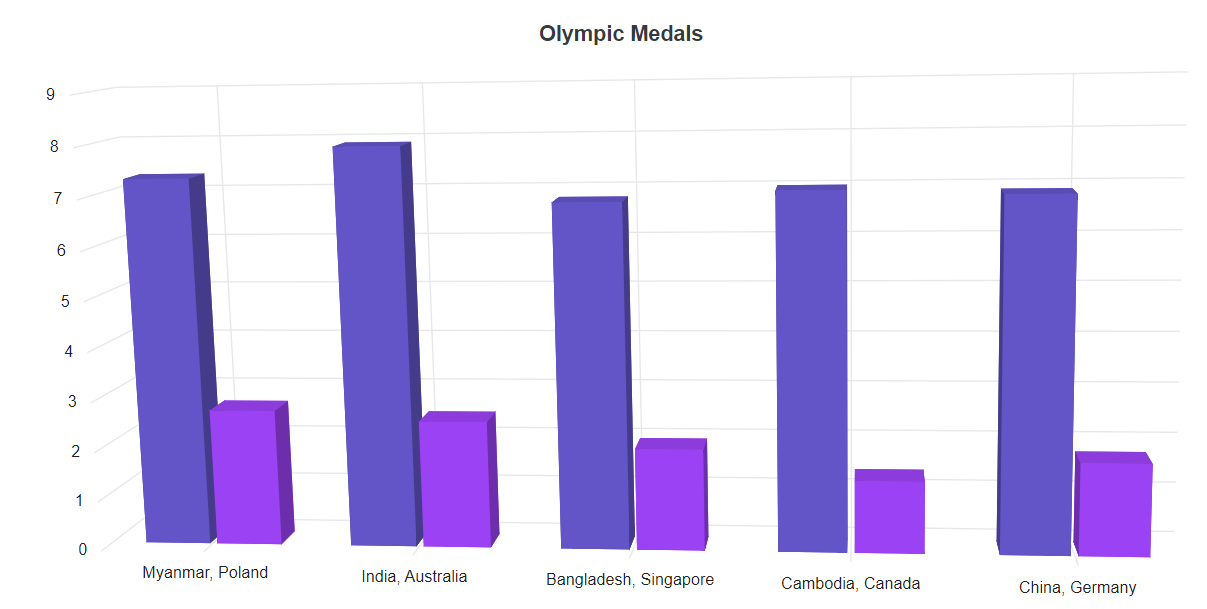 Olympic Medals
9
8
7
6
5
4
3
2
1
0
Myanmar, Poland
India, Australia
Bangladesh, Singapore
Cambodia, Canada
China, Germany